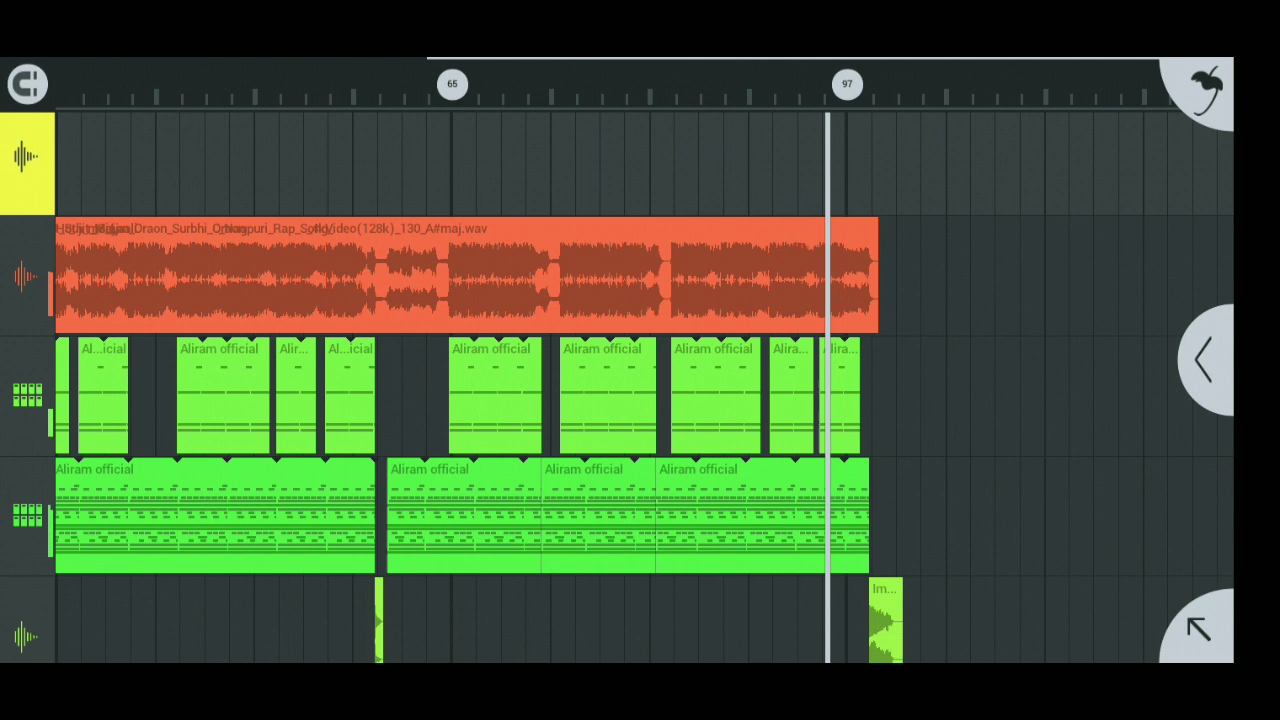 65
97
Draon_Surbhi_O
puri_Rap_So
Video(128k)_130_A#maj.wav
Al...icial
Aliram official
Alir...
Al...icial
Aliram official
Aliram official
Aliram official
Alira...
Alira...
Aliram official
Aliram official
Aliram official
Aliram official
Im...